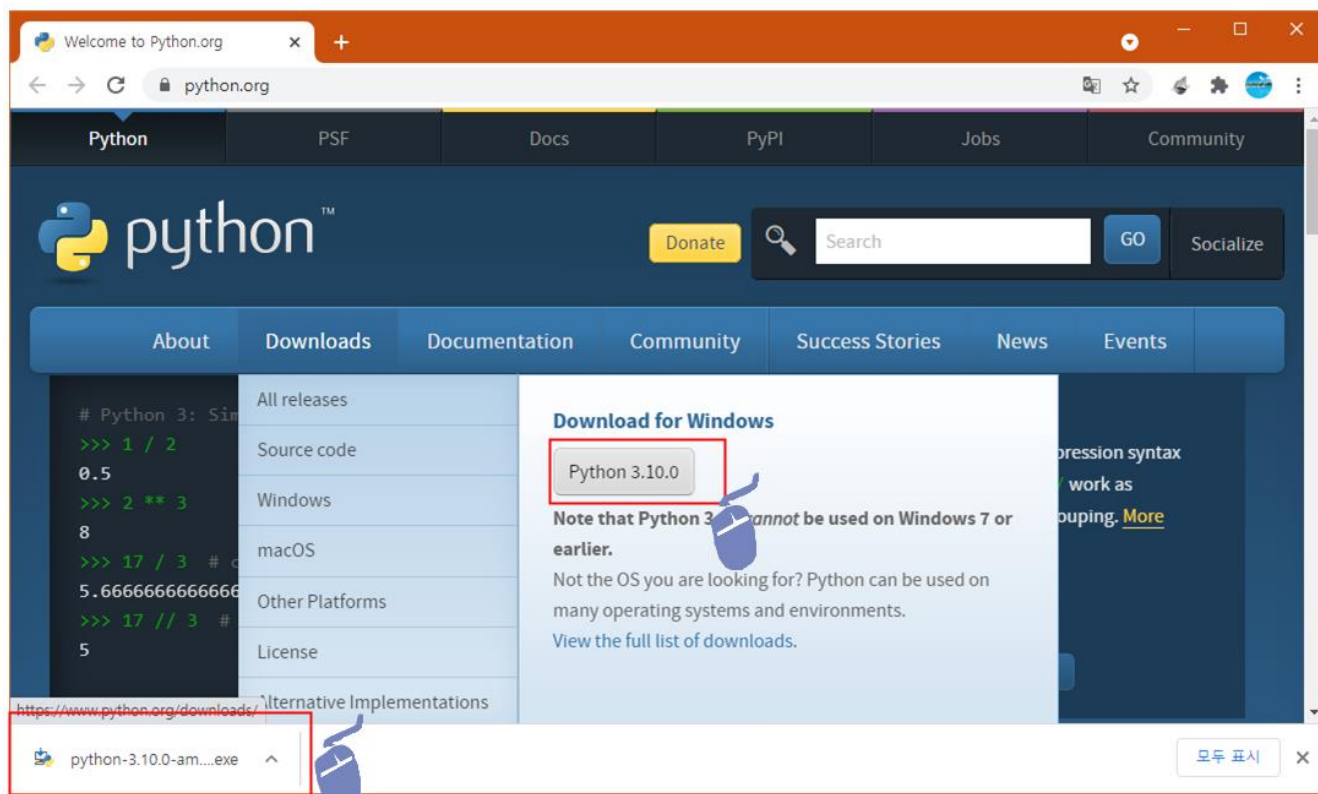 Welcome to Python.org
python.org
Python PSF Docs PyPI Jobs Community
python™
Donate Search GO Socialize
About Downloads Documentation Community Success Stories News Events
# Python 3:
>>> 1 / 2
0.5
>>> 2 ** 3
8
>>> 17 / 3 #
5.6666666666666
>>> 17 // 3 #
5
All releases
Source code
Windows
macOS
Other Platforms
License
Alternative Implementations
Download for Windows
Python 3.10.0
Note that Python be used on Windows 7 or
earlier.
Not the OS you are looking for? Python can be used on
many operating systems and environments.
View the full list of downloads.
syntax
work as
More
https://www.python.org/downloads/
python-3.10.0-am....exe
모두 표시